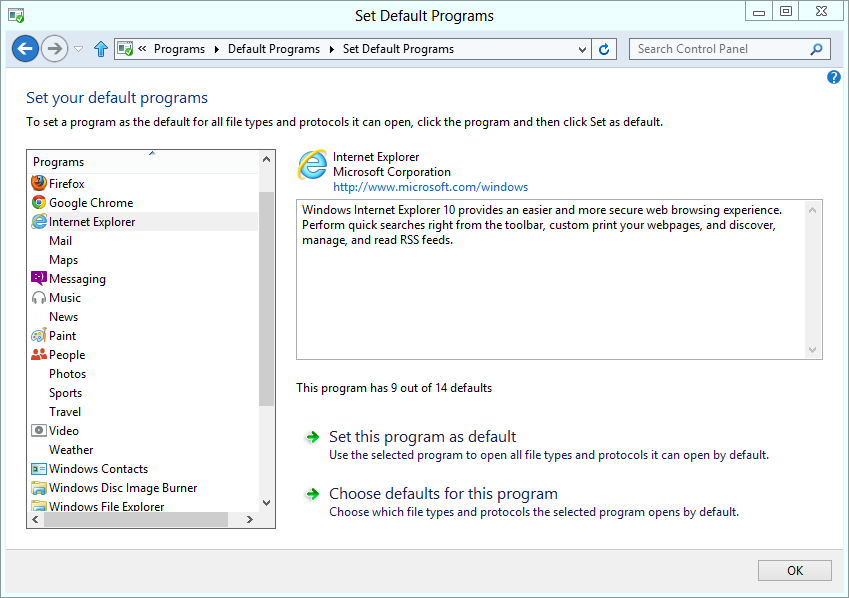 Set Default Programs
« Programs Default Programs Set Default Programs
Search Control Panel
?
Set your default programs
To set a program as the default for all file types and protocols it can open, click the program and then click Set as default.
Programs
Firefox
Google Chrome
Internet Explorer
Mail
Maps
Messaging
Music
News
Paint
People
Photos
Sports
Travel
Video
Weather
Windows Contacts
Windows Disc Image Burner
Windows File Explorer
Internet Explorer
Microsoft Corporation
http://www.microsoft.com/windows
Windows Internet Explorer 10 provides an easier and more secure web browsing experience.
Perform quick searches right from the toolbar, custom print your webpages, and discover,
manage, and read RSS feeds.
This program has 9 out of 14 defaults
Set this program as default
Use the selected program to open all file types and protocols it can open by default.
Choose defaults for this program
Choose which file types and protocols the selected program opens by default.
OK